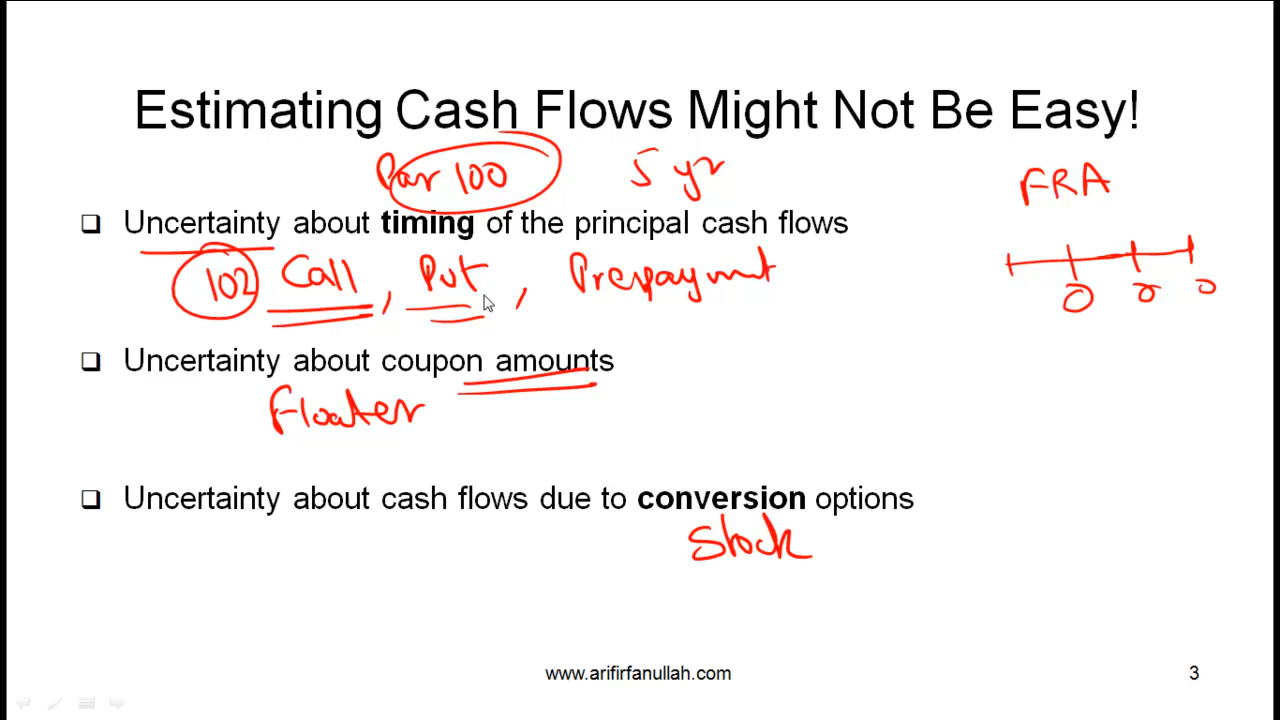 Estimating Cash Flows Might Not Be Easy!
Par 100 5 yr FRA
❑ Uncertainty about timing of the principal cash flows
102 Call, Put, Prepayment
❑ Uncertainty about coupon amounts
Floater
❑ Uncertainty about cash flows due to conversion options
Stock
www.arifirfanullah.com 3